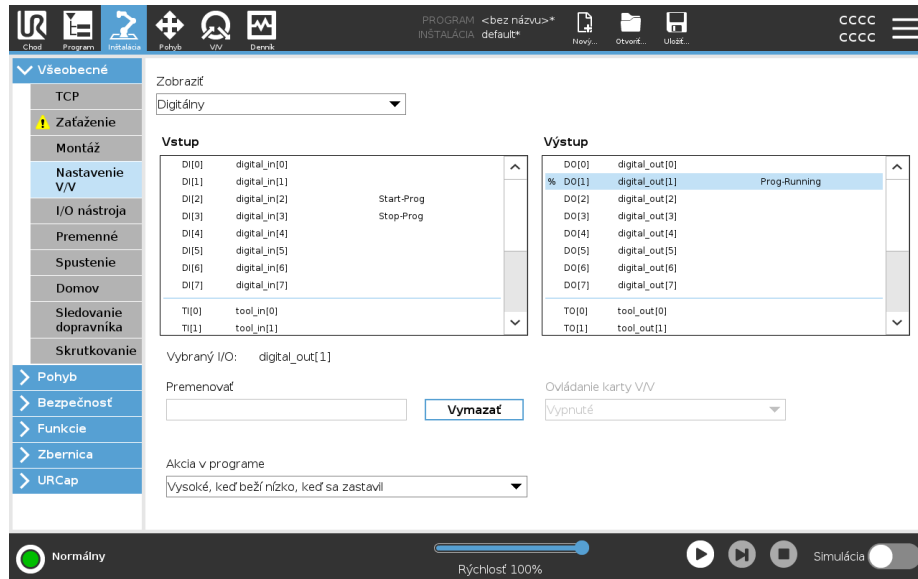 PROGRAM <bez názvu>*
INŠTALÁCIA default*
Chod Program Inštalácia Pohyb V/V Denník
Nový... Otvoriť... Uložiť...
CCCC
CCCC
Všeobecné
TCP
Zaťaženie
Montáž
Nastavenie
V/V
I/O nástroja
Premenné
Spustenie
Domov
Sledovanie
dopravníka
Skrutkovanie
Pohyb
Bezpečnosť
Funkcie
Zbernica
URCap
Zobraziť
Digitálny
Vstup
DI[0] digital_in[0]
DI[1] digital_in[1]
DI[2] digital_in[2] Start-Prog
DI[3] digital_in[3] Stop-Prog
DI[4] digital_in[4]
DI[5] digital_in[5]
DI[6] digital_in[6]
DI[7] digital_in[7]
TI[0] tool_in[0]
TI[1] tool_in[1]
Výstup
DO[0] digital_out[0]
% DO[1] digital_out[1] Prog-Running
DO[2] digital_out[2]
DO[3] digital_out[3]
DO[4] digital_out[4]
DO[5] digital_out[5]
DO[6] digital_out[6]
DO[7] digital_out[7]
TO[0] tool_out[0]
TO[1] tool_out[1]
Vybraný I/O: digital_out[1]
Premenovať
Vymazať
Ovládanie karty V/V
Vypnuté
Akcia v programe
Vysoké, keď beží nízko, keď sa zastavil
Normálny
Rýchlosť 100%
Simulácia